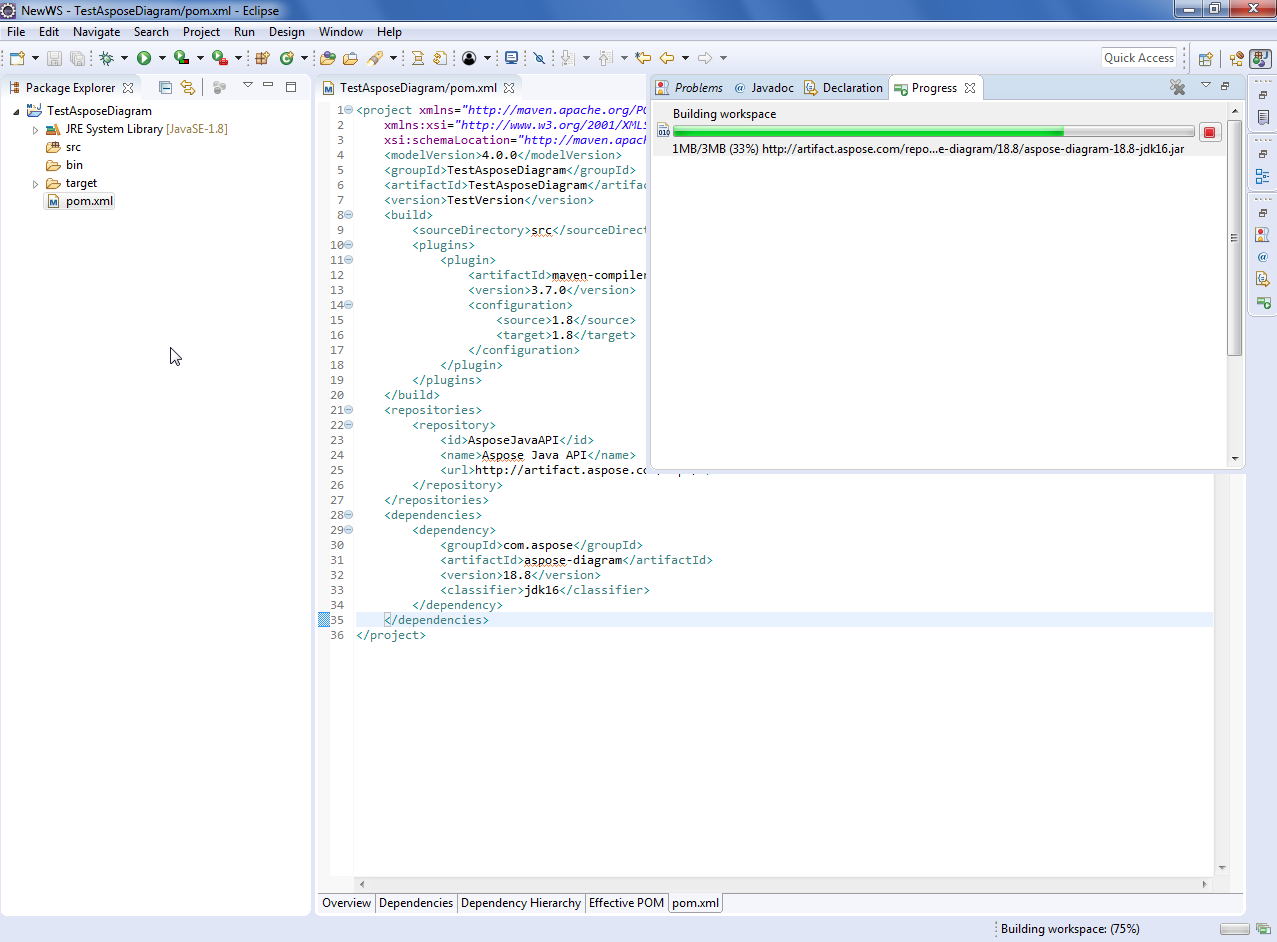 NewWS - TestAsposeDiagram/pom.xml - Eclipse
File Edit Navigate Search Project Run Design Window Help
Quick Access
Package Explorer
TestAsposeDiagram
JRE System Library [JavaSE-1.8]
src
bin
target
pom.xml
TestAsposeDiagram/pom.xml
1 <project xmlns="http://maven.apache.org/PO
2 xmlns:xsi="http://www.w3.org/2001/XMLS
3 xsi:schemaLocation="http://maven.apac
4 <modelVersion>4.0.0</modelVersion>
5 <groupId>TestAsposeDiagram</groupId>
6 <artifactId>TestAsposeDiagram</artifac
7 <version>TestVersion</version>
8 <build>
9 <sourceDirectory>src</sourceDirect
10 <plugins>
11 <plugin>
12 <artifactId>maven-compiler
13 <version>3.7.0</version>
14 <configuration>
15 <source>1.8</source>
16 <target>1.8</target>
17 </configuration>
18 </plugin>
19 </plugins>
20 </build>
21 <repositories>
22 <repository>
23 <id>AsposeJavaAPI</id>
24 <name>Aspose Java API</name>
25 <url>http://artifact.aspose.co
26 </repository>
27 </repositories>
28 <dependencies>
29 <dependency>
30 <groupId>com.aspose</groupId>
31 <artifactId>aspose-diagram</artifactId>
32 <version>18.8</version>
33 <classifier>jdk16</classifier>
34 </dependency>
35 </dependencies>
36 </project>
Problems @ Javadoc Declaration Progress
Building workspace
010
1MB/3MB (33%) http://artifact.aspose.com/repo...e-diagram/18.8/aspose-diagram-18.8-jdk16.jar
Overview Dependencies Dependency Hierarchy Effective POM pom.xml
Building workspace: (75%)